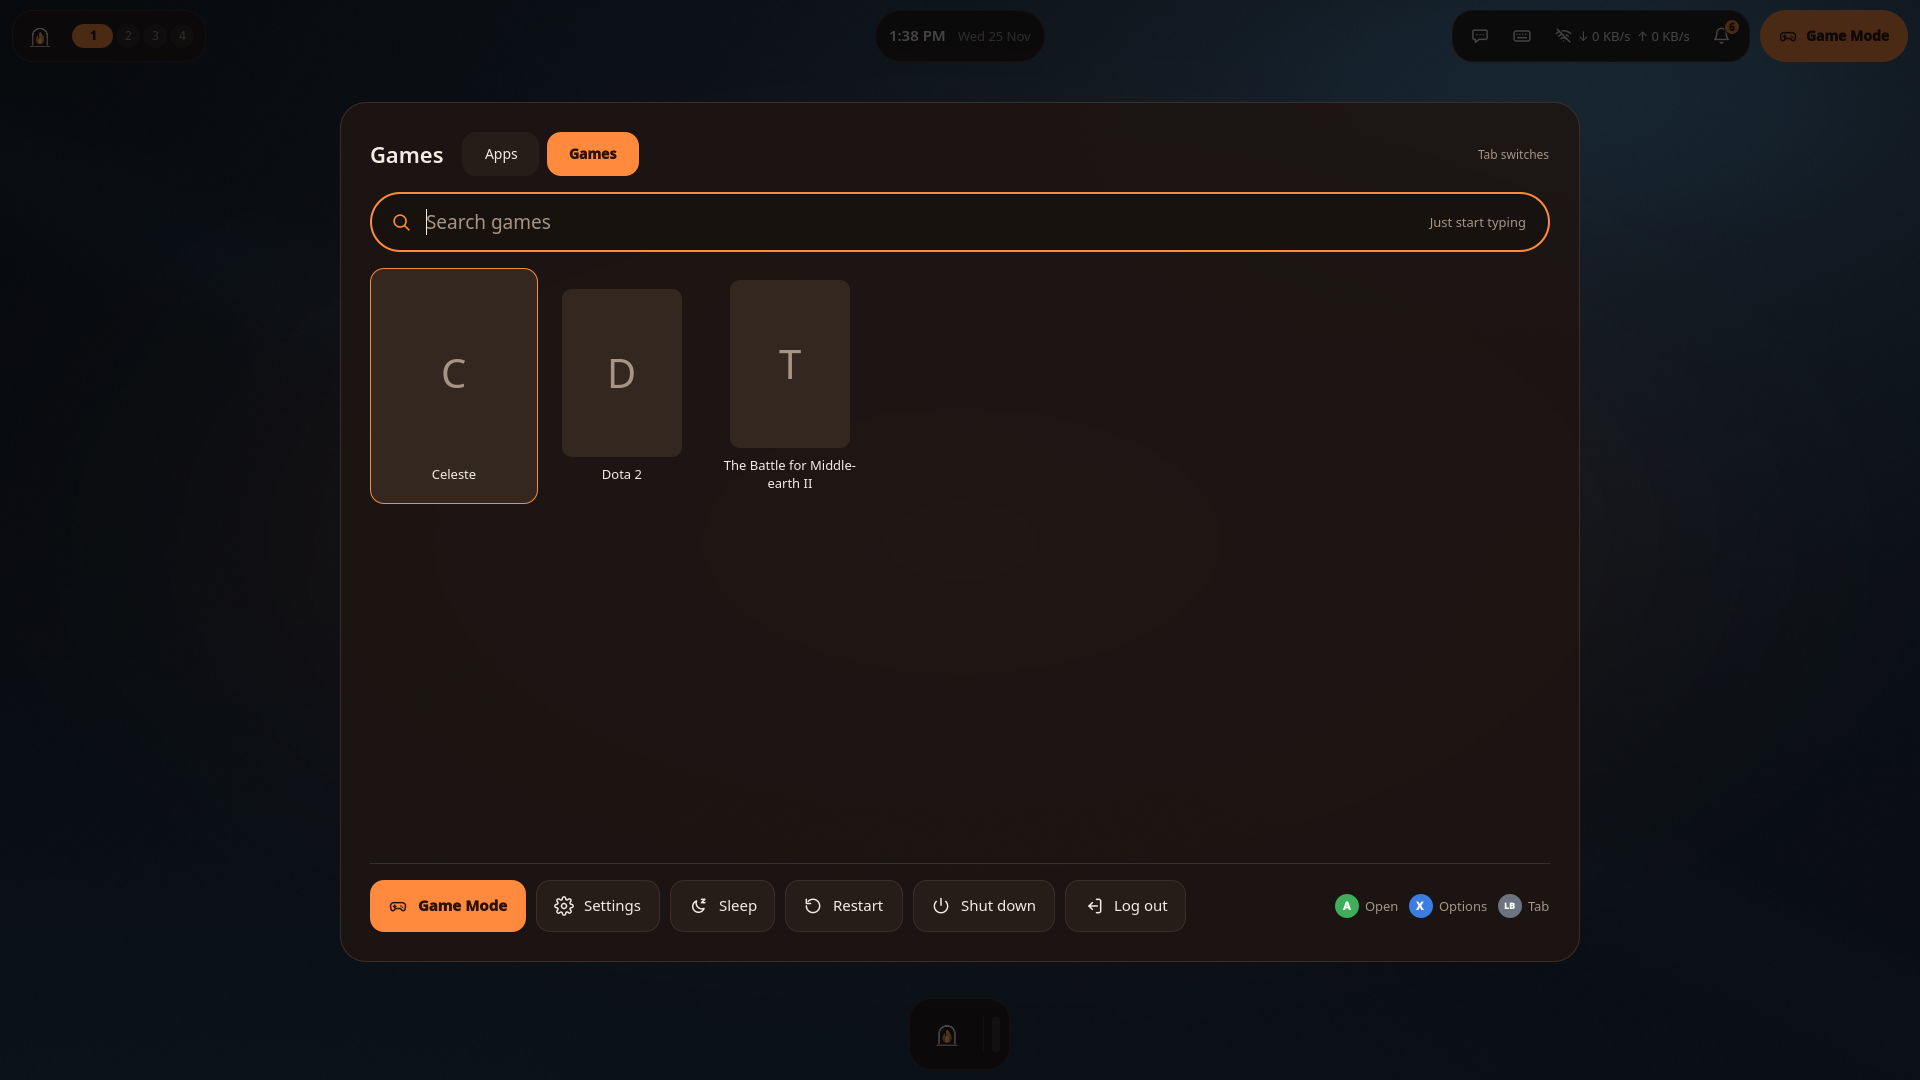 1 2 3 4
1:38 PM Wed 25 Nov
↓ 0 KB/s ↑ 0 KB/s
6
Game Mode
Games
Apps
Games
Tab switches
Search games
Just start typing
C
D
T
Celeste
Dota 2
The Battle for Middle-
earth II
Game Mode
Settings
Sleep
Restart
Shut down
Log out
A Open
X Options
LB Tab